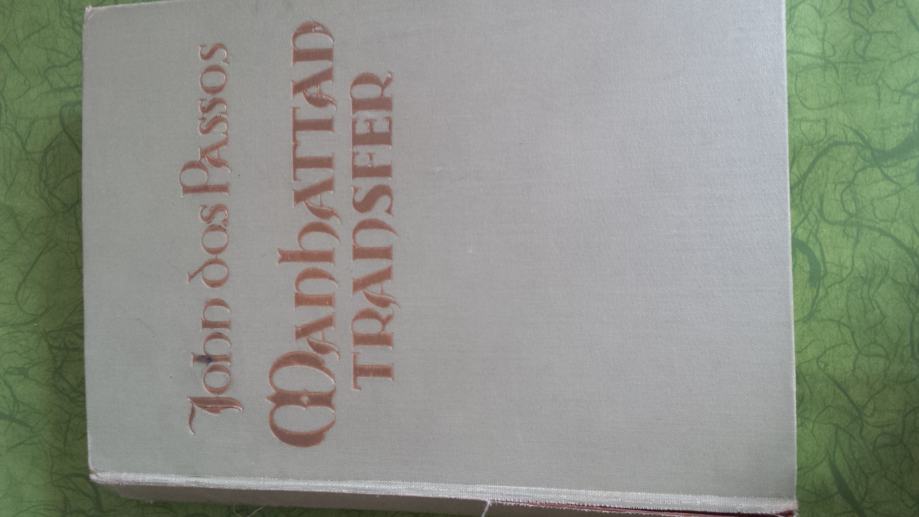 John dos Passos
Manhattan
TRANSFER